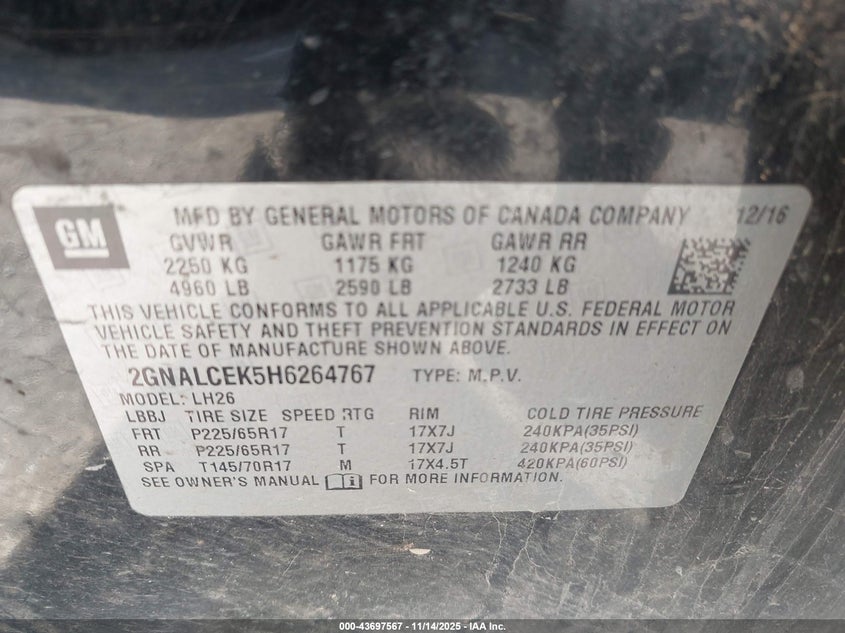 GM
MFD BY GENERAL MOTORS OF CANADA COMPANY 12/16
GVWR GAWR FRT GAWR RR
2250 KG 1175 KG 1240 KG
4960 LB 2590 LB 2733 LB
THIS VEHICLE CONFORMS TO ALL APPLICABLE U.S. FEDERAL MOTOR
VEHICLE SAFETY AND THEFT PREVENTION STANDARDS IN EFFECT ON
THE DATE OF MANUFACTURE SHOWN ABOVE.
2GNALCEK5H6264767 TYPE: M.P.V.
MODEL: LH26
LBBJ TIRE SIZE SPEED RTG RIM COLD TIRE PRESSURE
FRT P225/65R17 T 17X7J 240KPA(35PSI)
RR P225/65R17 T 17X7J 240KPA(35PSI)
SPA T145/70R17 M 17X4.5T 420KPA(60PSI)
SEE OWNER'S MANUAL FOR MORE INFORMATION.
000-43697567 — 11/14/2025 — IAA Inc.